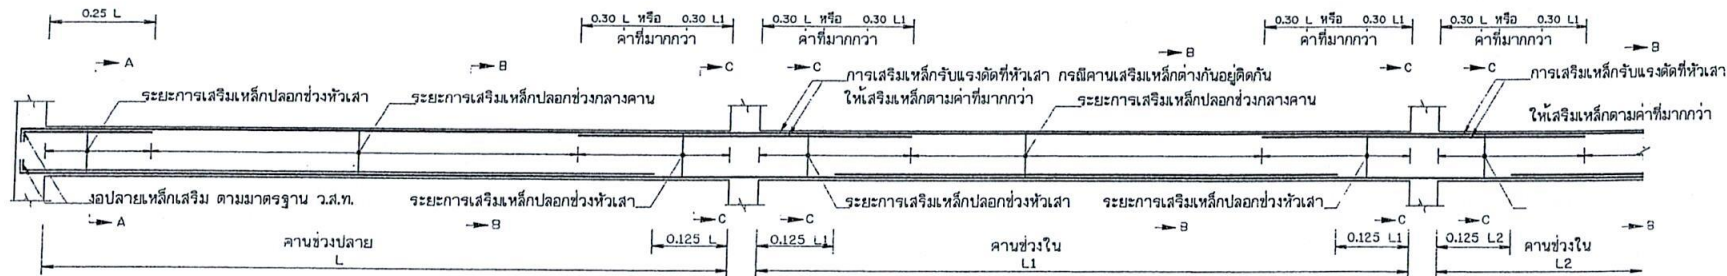 0.25 L
0.30 L หรือ 0.30 L1
ค่าที่มากกว่า
0.30 L หรือ 0.30 L1
ค่าที่มากกว่า
0.30 L หรือ 0.30 L1
ค่าที่มากกว่า
0.30 L หรือ 0.30 L1
ค่าที่มากกว่า
A
B
C
C
B
C
C
B
การเสริมเหล็กรับแรงดัดที่หัวเสา กรณีคานเสริมเหล็กต่างกันอยู่ติดกัน
ให้เสริมเหล็กตามค่าที่มากกว่า
การเสริมเหล็กรับแรงดัดที่หัวเสา
ให้เสริมเหล็กตามค่าที่มากกว่า
ระยะการเสริมเหล็กปลอกช่วงหัวเสา
ระยะการเสริมเหล็กปลอกช่วงกลางคาน
ระยะการเสริมเหล็กปลอกช่วงกลางคาน
งอปลายเหล็กเสริม ตามมาตรฐาน ว.ส.ท.
ระยะการเสริมเหล็กปลอกช่วงหัวเสา
ระยะการเสริมเหล็กปลอกช่วงหัวเสา
ระยะการเสริมเหล็กปลอกช่วงหัวเสา
A
B
C
C
B
C
C
B
คานช่วงปลาย
0.125 L
0.125 L1
คานช่วงใน
0.125 L1
0.125 L2
คานช่วงใน
L
L1
L2